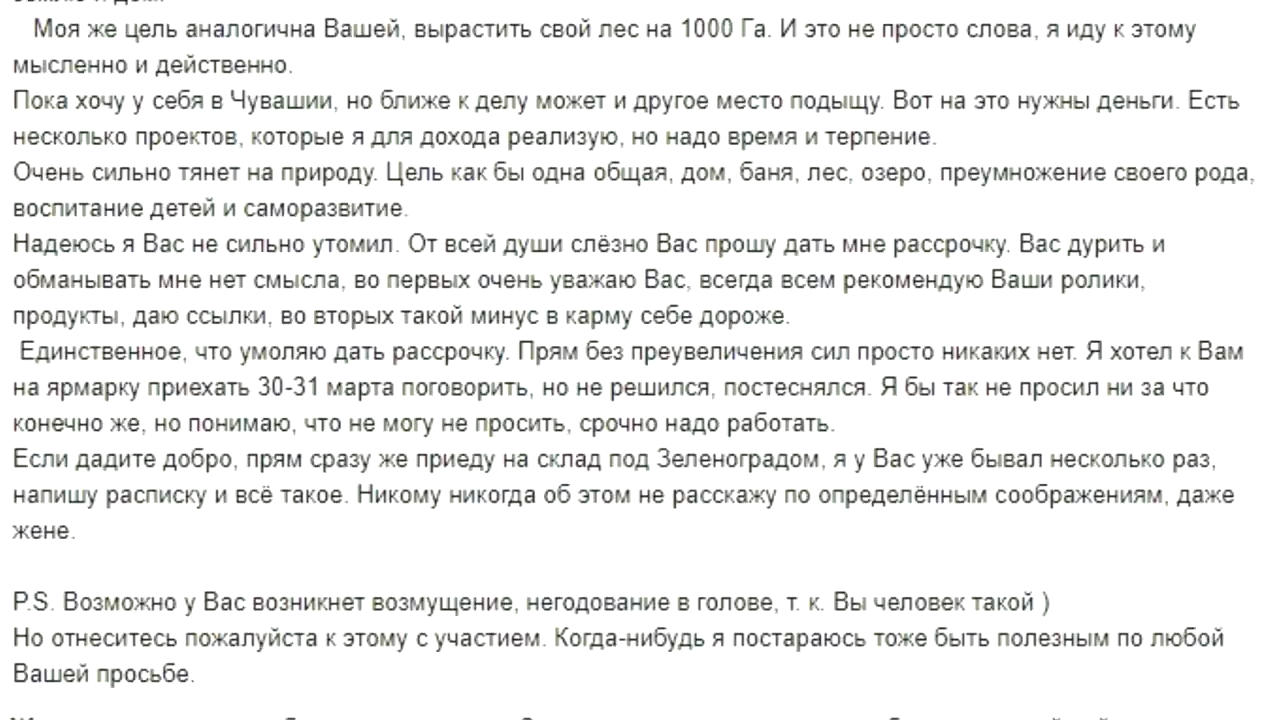 Моя же цель аналогична Вашей, вырастить свой лес на 1000 Га. И это не просто слова, я иду к этому
мысленно и действенно.
Пока хочу у себя в Чувашии, но ближе к делу может и другое место подыщу. Вот на это нужны деньги. Есть
несколько проектов, которые я для дохода реализую, но надо время и терпение.
Очень сильно тянет на природу. Цель как бы одна общая, дом, баня, лес, озеро, преумножение своего рода,
воспитание детей и саморазвитие.
Надеюсь я Вас не сильно утомил. От всей души слёзно Вас прошу дать мне рассрочку. Вас дурить и
обманывать мне нет смысла, во первых очень уважаю Вас, всегда всем рекомендую Ваши ролики,
продукты, даю ссылки, во вторых такой минус в карму себе дороже.
Единственное, что умоляю дать рассрочку. Прям без преувеличения сил просто никаких нет. Я хотел к Вам
на ярмарку приехать 30-31 марта поговорить, но не решился, постеснялся. Я бы так не просил ни за что
конечно же, но понимаю, что не могу не просить, срочно надо работать.
Если дадите добро, прям сразу же приеду на склад под Зеленоградом, я у Вас уже бывал несколько раз,
напишу расписку и всё такое. Никому никогда об этом не расскажу по определённым соображениям, даже
жене.
P.S. Возможно у Вас возникнет возмущение, негодование в голове, т. к. Вы человек такой )
Но отнеситесь пожалуйста к этому с участием. Когда-нибудь я постараюсь тоже быть полезным по любой
Вашей просьбе.